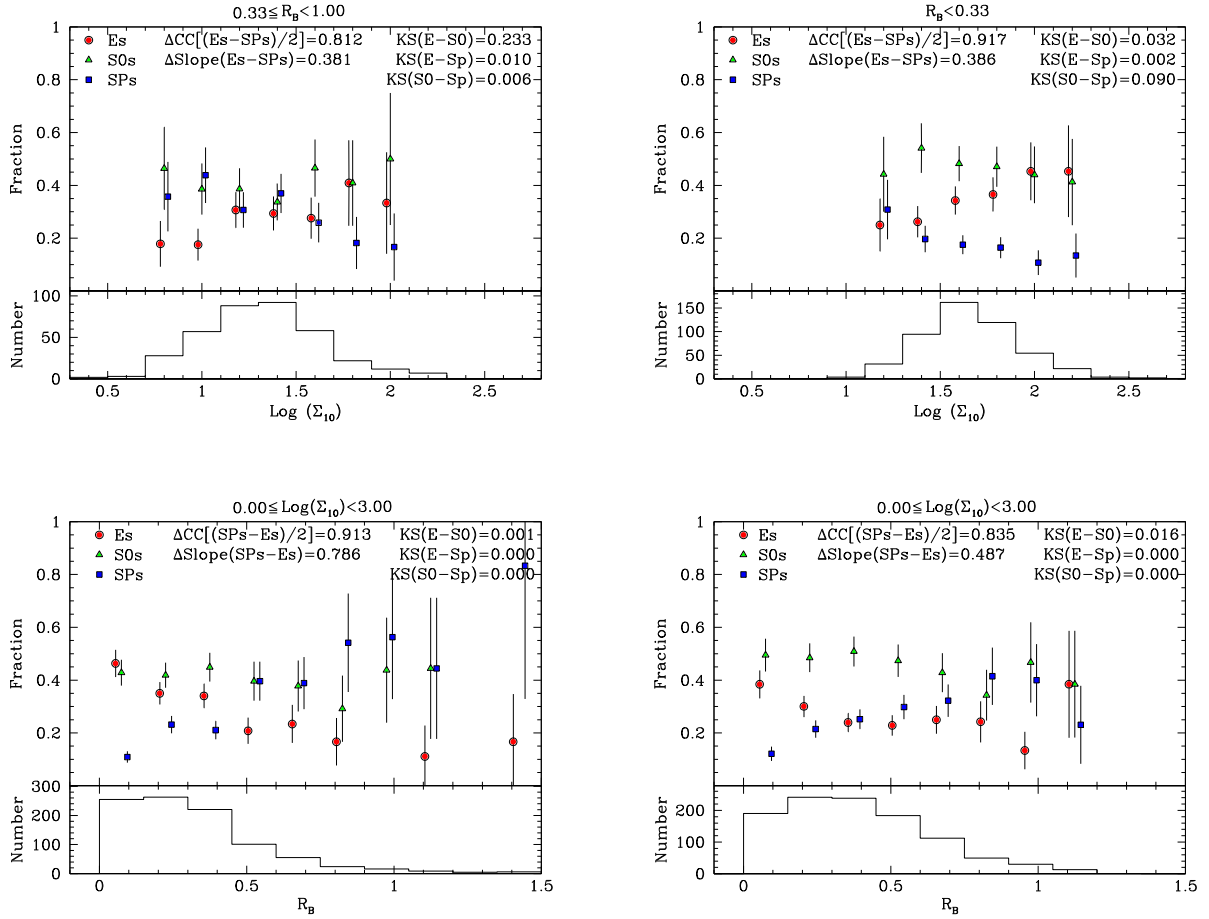 0.33≦R_B<1.00
Es ΔCC[(Es−SPs)/2]=0.812 KS(E−S0)=0.233
S0s ΔSlope(Es−SPs)=0.381 KS(E−Sp)=0.010
SPs KS(S0−Sp)=0.006
1
0.8
0.6
0.4
0.2
Fraction
100
50
0
Number
0.5 1 1.5 2 2.5
Log (Σ₁₀)
R_B<0.33
Es ΔCC[(Es−SPs)/2]=0.917 KS(E−S0)=0.032
S0s ΔSlope(Es−SPs)=0.386 KS(E−Sp)=0.002
SPs KS(S0−Sp)=0.090
1
0.8
0.6
0.4
0.2
Fraction
150
100
50
0
Number
0.5 1 1.5 2 2.5
Log (Σ₁₀)
0.00≦Log(Σ₁₀)<3.00
Es ΔCC[(SPs−Es)/2]=0.913 KS(E−S0)=0.001
S0s ΔSlope(SPs−Es)=0.786 KS(E−Sp)=0.000
SPs KS(S0−Sp)=0.000
1
0.8
0.6
0.4
0.2
Fraction
300
200
100
0
Number
0 0.5 1 1.5
R_B
0.00≦Log(Σ₁₀)<3.00
Es ΔCC[(SPs−Es)/2]=0.835 KS(E−S0)=0.016
S0s ΔSlope(SPs−Es)=0.487 KS(E−Sp)=0.000
SPs KS(S0−Sp)=0.000
1
0.8
0.6
0.4
0.2
Fraction
200
100
0
Number
0 0.5 1 1.5
R_B